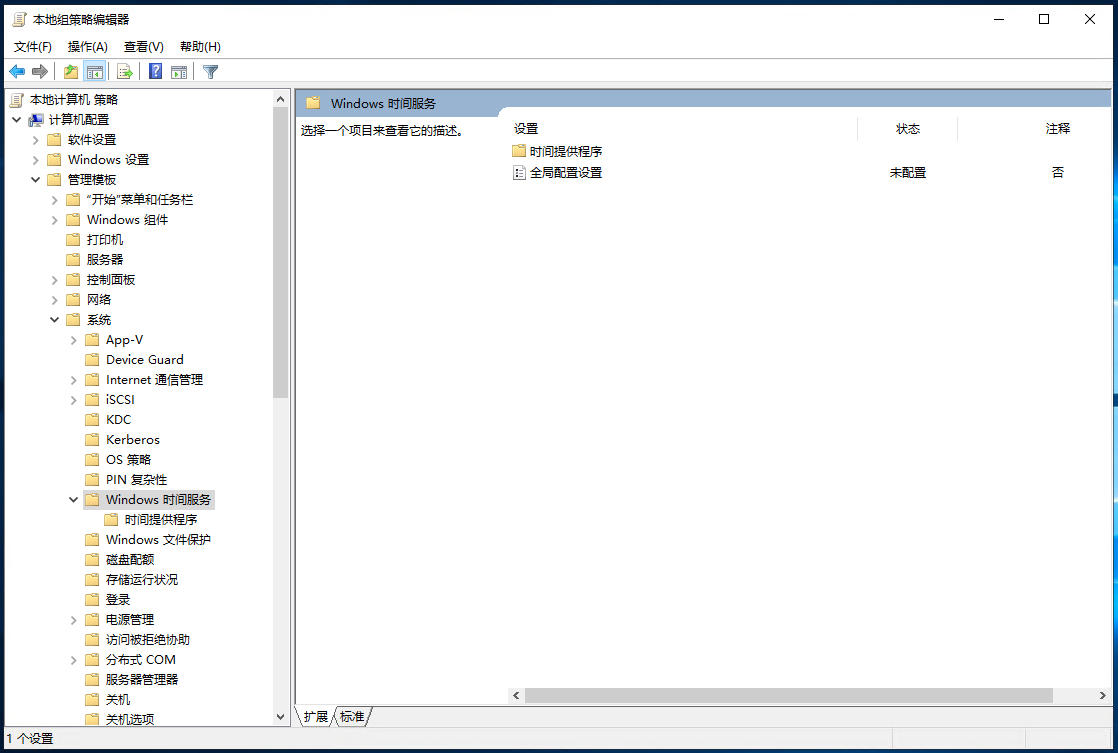 本地组策略编辑器
文件(F) 操作(A) 查看(V) 帮助(H)
本地计算机 策略
计算机配置
软件设置
Windows 设置
管理模板
“开始”菜单和任务栏
Windows 组件
打印机
服务器
控制面板
网络
系统
App-V
Device Guard
Internet 通信管理
iSCSI
KDC
Kerberos
OS 策略
PIN 复杂性
Windows 时间服务
时间提供程序
Windows 文件保护
磁盘配额
存储运行状况
登录
电源管理
访问被拒绝协助
分布式 COM
服务器管理器
关机
关机选项
Windows 时间服务
选择一个项目来查看它的描述。
设置 状态 注释
时间提供程序
全局配置设置 未配置 否
扩展 标准
1 个设置